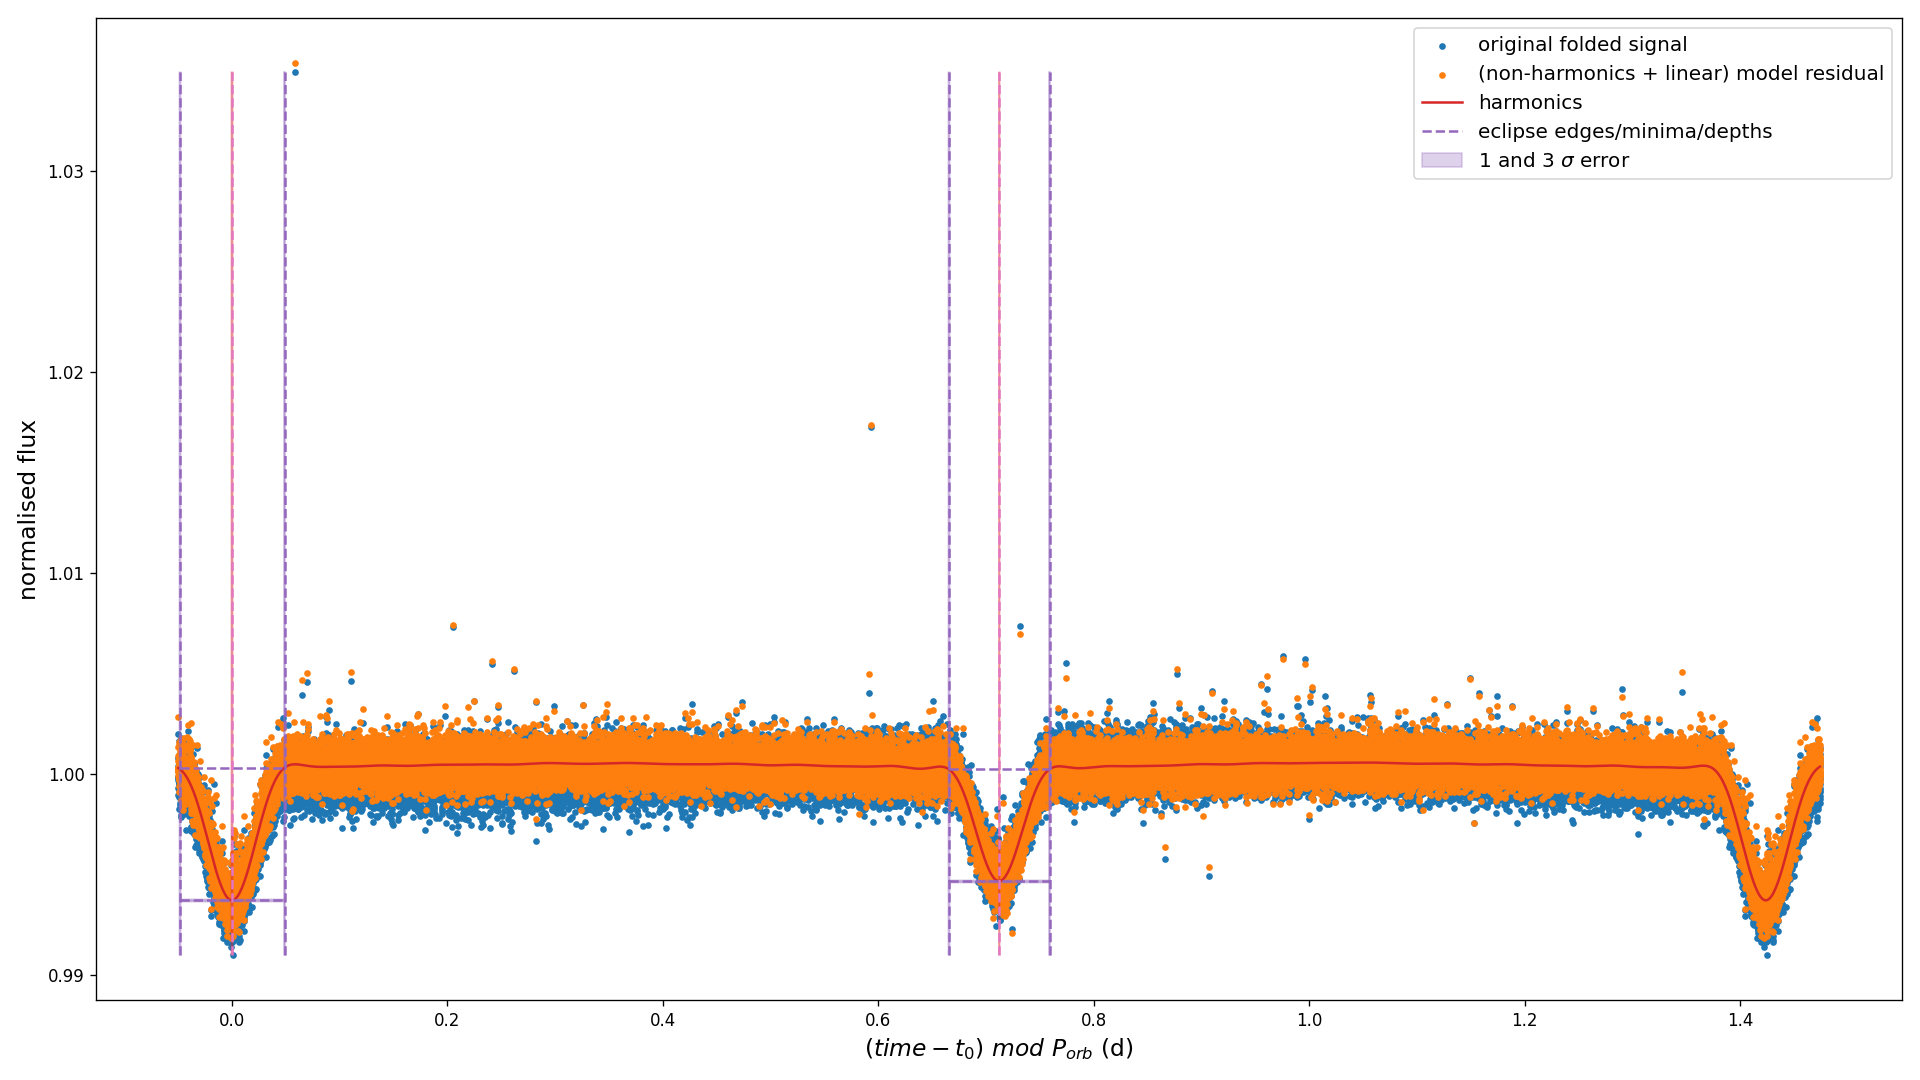 original folded signal
(non-harmonics + linear) model residual
harmonics
eclipse edges/minima/depths
1 and 3 σ error
normalised flux
1.03
1.02
1.01
1.00
0.99
0.0 0.2 0.4 0.6 0.8 1.0 1.2 1.4
(time − t₀) mod P_orb (d)